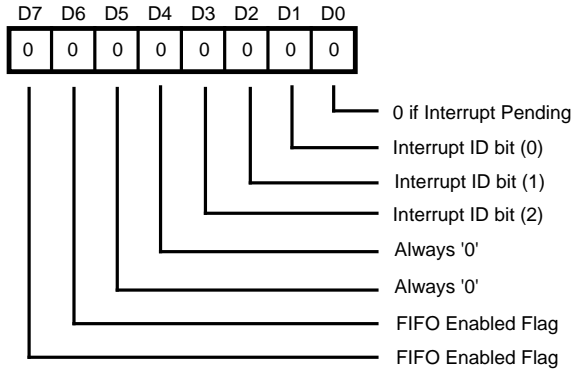 D7 D6 D5 D4 D3 D2 D1 D0
0 0 0 0 0 0 0 0
0 if Interrupt Pending
Interrupt ID bit (0)
Interrupt ID bit (1)
Interrupt ID bit (2)
Always '0'
Always '0'
FIFO Enabled Flag
FIFO Enabled Flag